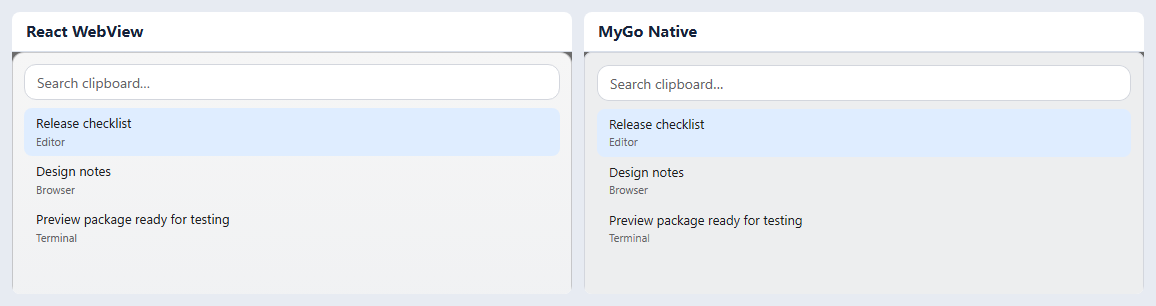 React WebView
Search clipboard...
Release checklist
Editor
Design notes
Browser
Preview package ready for testing
Terminal
MyGo Native
Search clipboard...
Release checklist
Editor
Design notes
Browser
Preview package ready for testing
Terminal